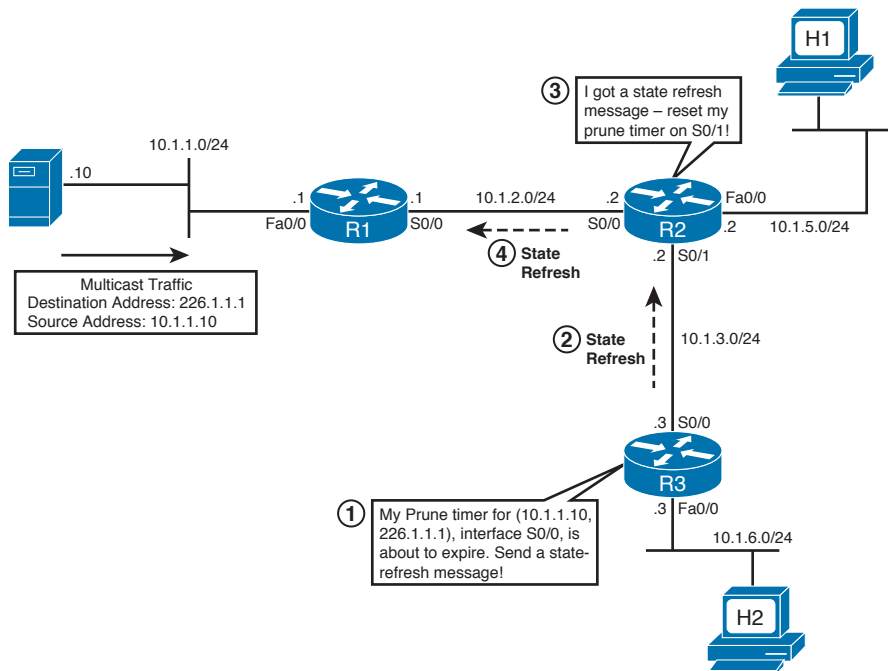 H1
3
I got a state refresh
message – reset my
prune timer on S0/1!
10.1.1.0/24
.10
.1
Fa0/0
R1
.1
S0/0
10.1.2.0/24
.2
S0/0
R2
Fa0/0
.2
10.1.5.0/24
4 State
Refresh
.2 S0/1
Multicast Traffic
Destination Address: 226.1.1.1
Source Address: 10.1.1.10
2 State
Refresh
10.1.3.0/24
.3 S0/0
R3
.3 Fa0/0
1
My Prune timer for (10.1.1.10,
226.1.1.1), interface S0/0, is
about to expire. Send a state-
refresh message!
10.1.6.0/24
H2